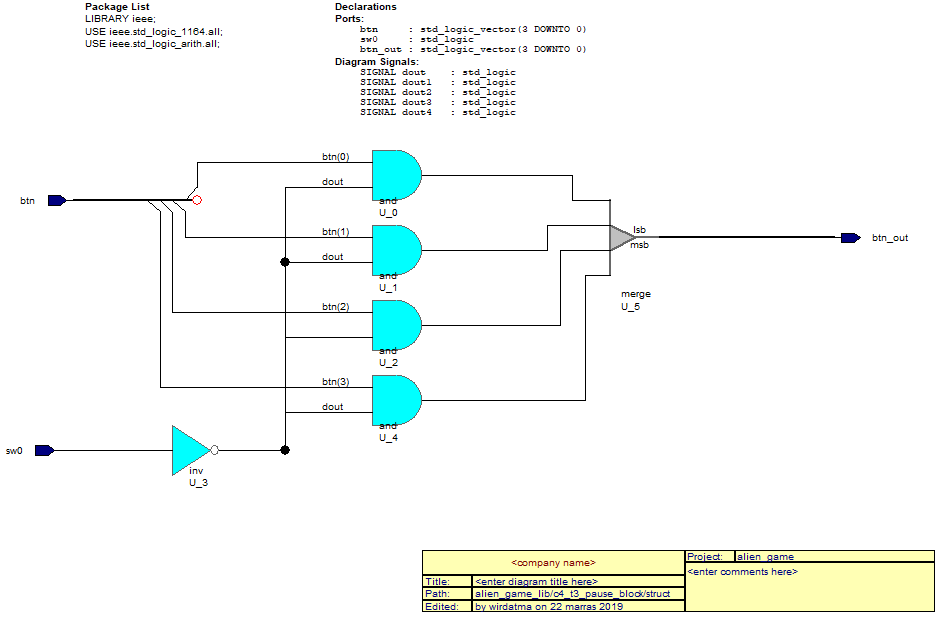 Package List
LIBRARY ieee;
USE ieee.std_logic_1164.all;
USE ieee.std_logic_arith.all;
Declarations
Ports:
btn : std_logic_vector(3 DOWNTO 0)
sw0 : std_logic
btn_out : std_logic_vector(3 DOWNTO 0)
Diagram Signals:
SIGNAL dout : std_logic
SIGNAL dout1 : std_logic
SIGNAL dout2 : std_logic
SIGNAL dout3 : std_logic
SIGNAL dout4 : std_logic
btn
btn(0)
dout
and
U_0
btn(1)
dout
and
U_1
btn(2)
and
U_2
btn(3)
dout
and
U_4
lsb
msb
merge
U_5
btn_out
sw0
inv
U_3
<company name>
Title: <enter diagram title here>
Path: alien_game_lib/c4_t3_pause_block/struct
Edited: by wirdatma on 22 marras 2019
Project: alien_game
<enter comments here>